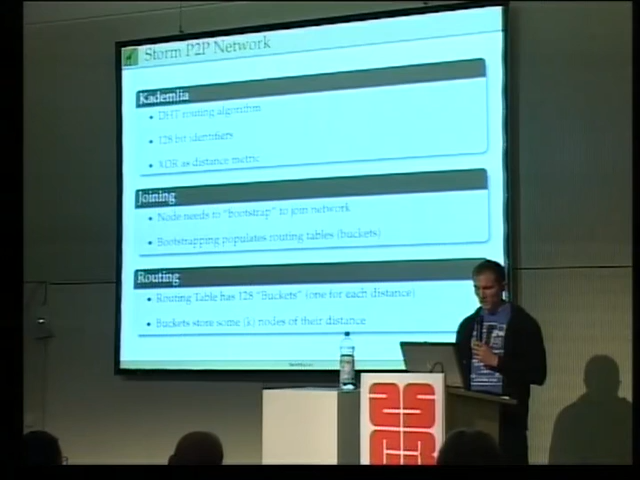 Storm P2P Network
Kademlia
• DHT routing algorithm
• 128 bit identifiers
• XOR as distance metric
Joining
• Node needs to "bootstrap" to join network
• Bootstrapping populates routing tables (buckets)
Routing
• Routing Table has 128 "Buckets" (one for each distance)
• Buckets store some (k) nodes of their distance
25
C3